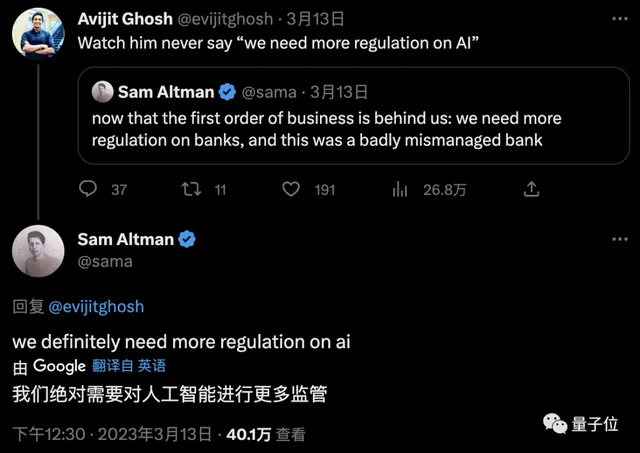 Avijit Ghosh @evijitghosh · 3月13日
Watch him never say “we need more regulation on AI”
Sam Altman @sama · 3月13日
now that the first order of business is behind us: we need more
regulation on banks, and this was a badly mismanaged bank
37 11 191 26.8万
Sam Altman
@sama
回复 @evijitghosh
we definitely need more regulation on ai
由 Google 翻译自 英语
我们绝对需要对人工智能进行更多监管
下午12:30 · 2023年3月13日 · 40.1万 查看
量子位